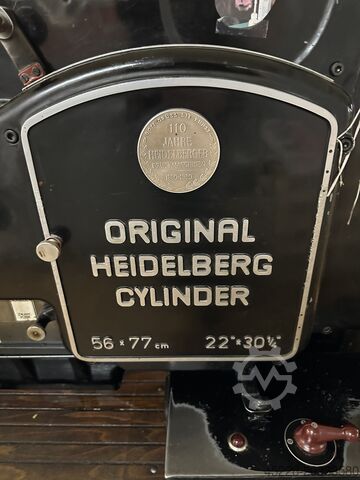 110
JAHRE
HEIDELBERGER
ORIGINAL
HEIDELBERG
CYLINDER
56 x 77 cm 22" x 30¼"